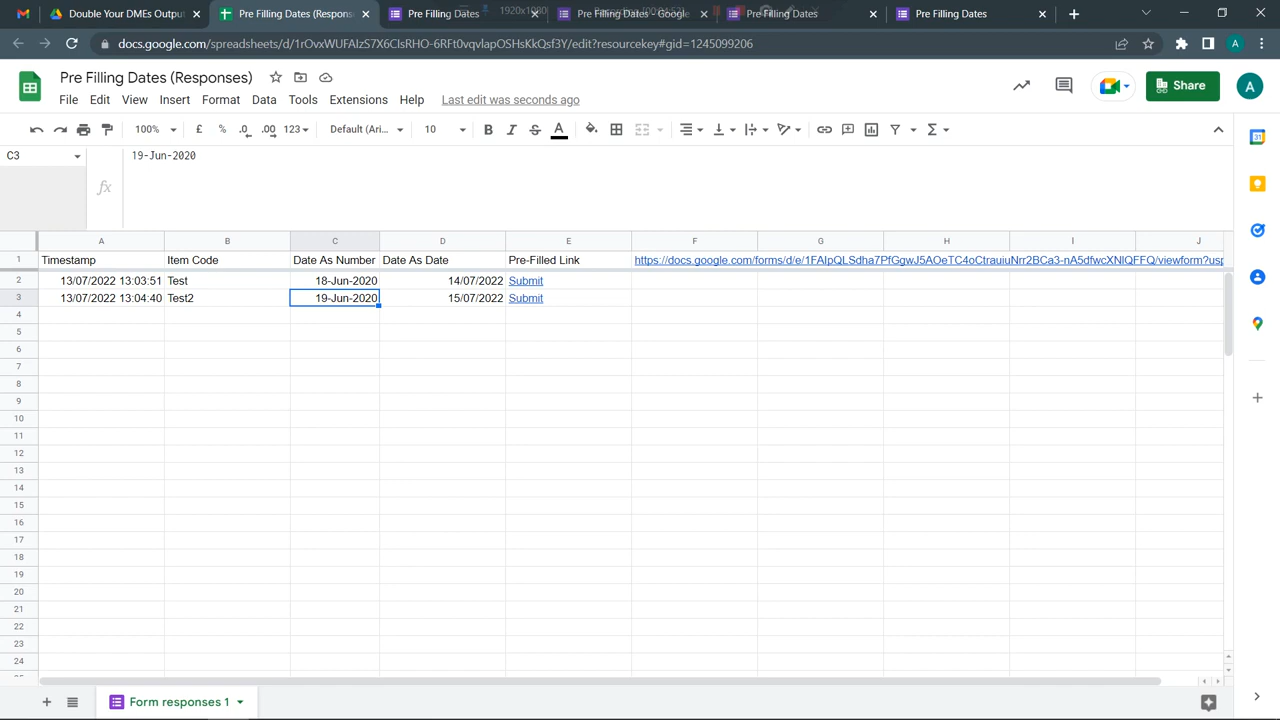 Double Your DMEs Output
Pre Filling Dates (Respons
Pre Filling Dates
Pre Filling Dates - Google
Pre Filling Dates
Pre Filling Dates
docs.google.com/spreadsheets/d/1rOvxWUFAIzS7X6CIsRHO-6RFt0vqvlapOSHsKkQsf3Y/edit?resourcekey#gid=1245099206
A
Pre Filling Dates (Responses)
File Edit View Insert Format Data Tools Extensions Help Last edit was seconds ago
Share
A
100% £ % .0 .00 123 Default (Ari... 10 B I S A
C3
19-Jun-2020
fx
A B C D E F G H I J
1 Timestamp Item Code Date As Number Date As Date Pre-Filled Link https://docs.google.com/forms/d/e/1FAIpQLSdha7PfGgwJ5AOeTC4oCtrauiuNrr2BCa3-nA5dfwcXNIQFFQ/viewform?usp
2 13/07/2022 13:03:51 Test 18-Jun-2020 14/07/2022 Submit
3 13/07/2022 13:04:40 Test2 19-Jun-2020 15/07/2022 Submit
4
5
6
7
8
9
10
11
12
13
14
15
16
17
18
19
20
21
22
23
24
Form responses 1
31